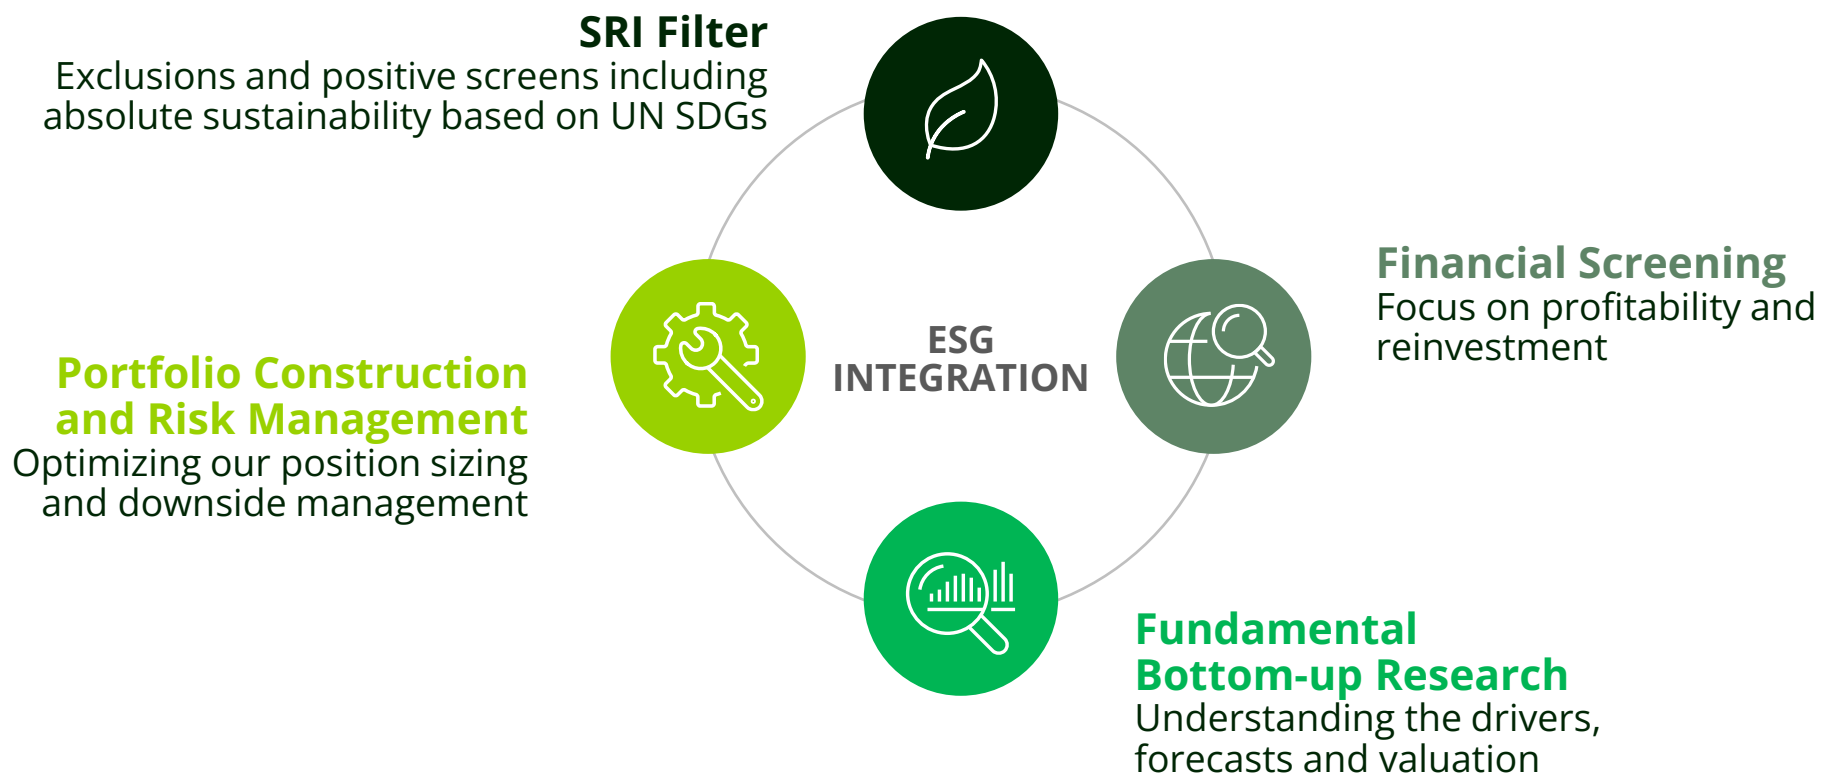 SRI Filter
Exclusions and positive screens including
absolute sustainability based on UN SDGs
Financial Screening
Focus on profitability and
reinvestment
ESG
INTEGRATION
Portfolio Construction
and Risk Management
Optimizing our position sizing
and downside management
Fundamental
Bottom-up Research
Understanding the drivers,
forecasts and valuation